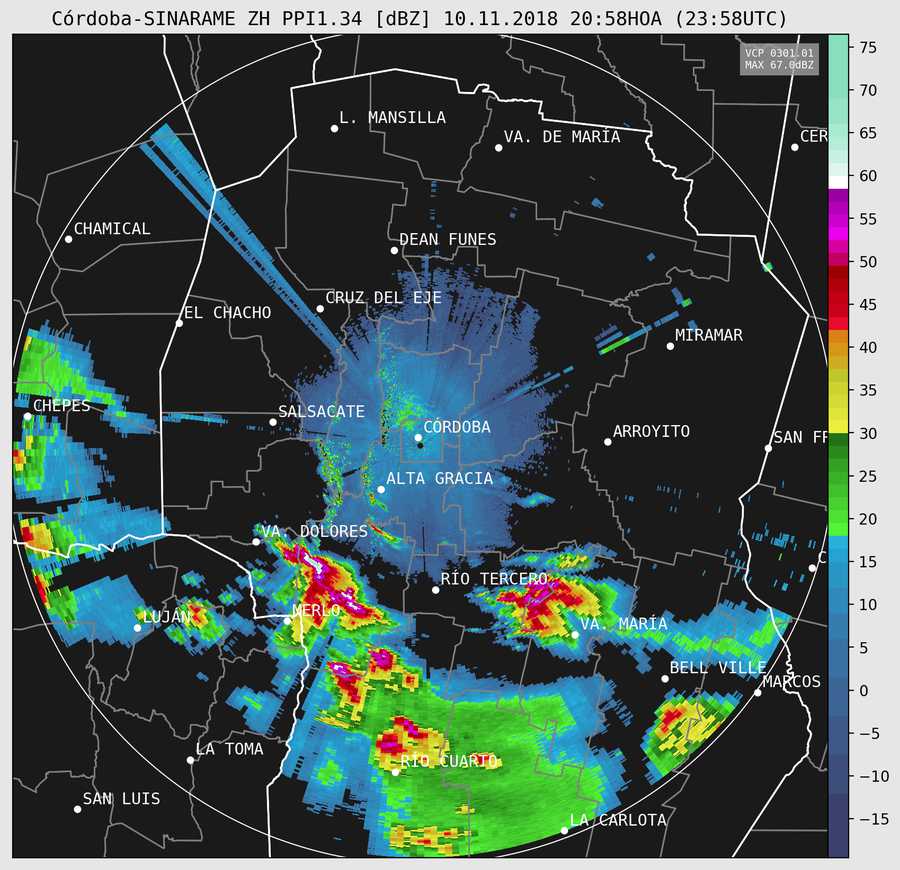 Córdoba-SINARAME ZH PPI1.34 [dBZ] 10.11.2018 20:58HOA (23:58UTC)
VCP 0301.01
MAX 67.0dBZ
75
70
65
60
55
50
45
40
35
30
25
20
15
10
5
0
−5
−10
−15
L. MANSILLA
VA. DE MARÍA
CER
CHAMICAL
DEAN FUNES
CRUZ DEL EJE
EL CHACHO
MIRAMAR
CHEPES
SALSACATE
CÓRDOBA
ARROYITO
SAN FR
ALTA GRACIA
VA. DOLORES
C
RÍO TERCERO
MERLO
LUJÁN
VA. MARÍA
BELL VILLE
MARCOS
LA TOMA
RÍO CUARTO
SAN LUIS
LA CARLOTA